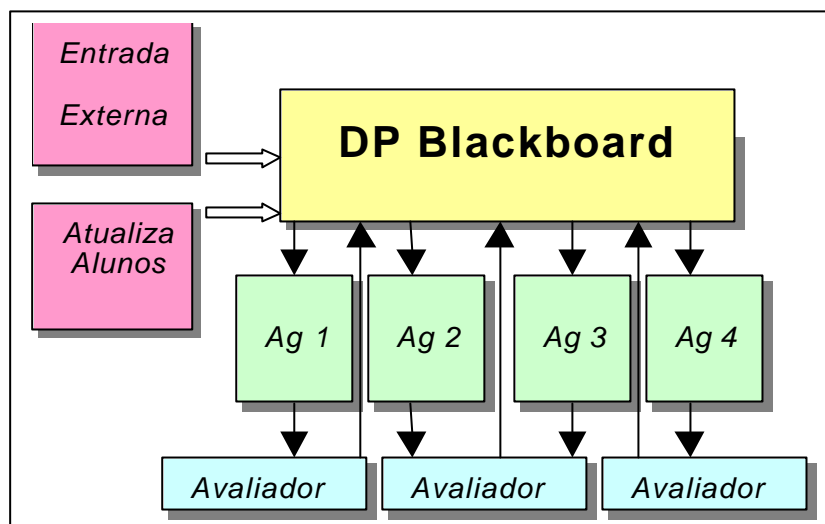 Entrada
Externa
DP Blackboard
Atualiza
Alunos
Ag 1
Ag 2
Ag 3
Ag 4
Avaliador
Avaliador
Avaliador